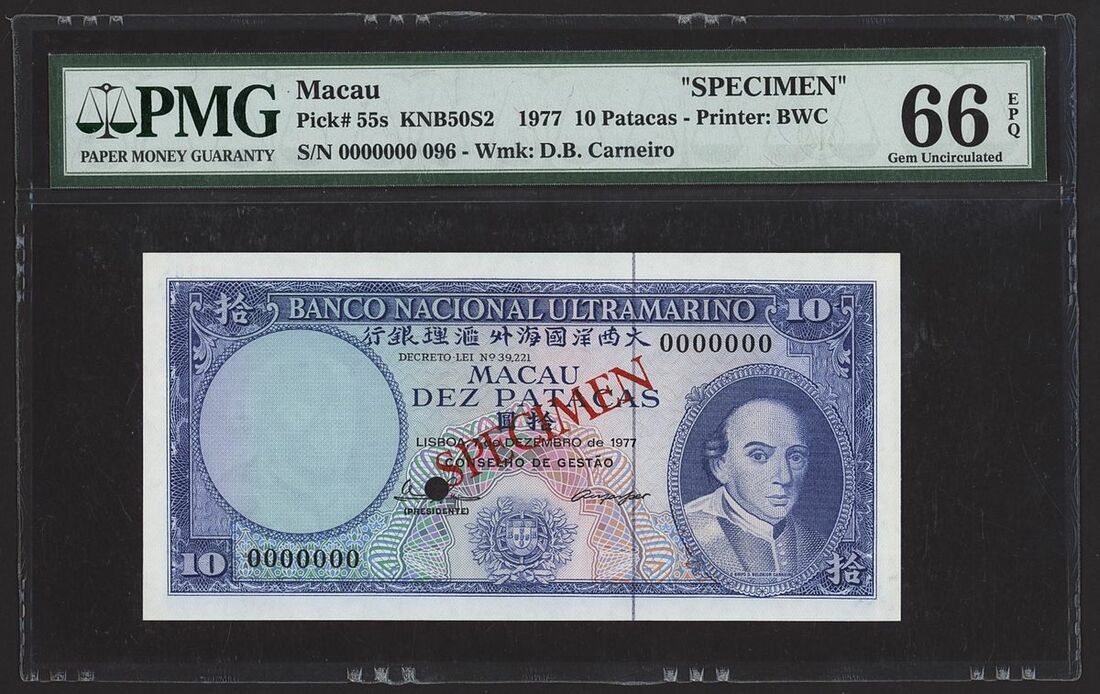 PMG
PAPER MONEY GUARANTY
Macau "SPECIMEN"
Pick# 55s KNB50S2 1977 10 Patacas - Printer: BWC
S/N 0000000 096 - Wmk: D.B. Carneiro
66 EPQ
Gem Uncirculated
拾 BANCO NACIONAL ULTRAMARINO 10
行銀理滙外海國洋西大 0000000
DECRETO-LEI Nº 39,221
MACAU
DEZ PATACAS
圓拾
LISBOA, 7 de DEZEMBRO de 1977
CONSELHO DE GESTÃO
SPECIMEN
(PRESIDENTE)
10 0000000 拾